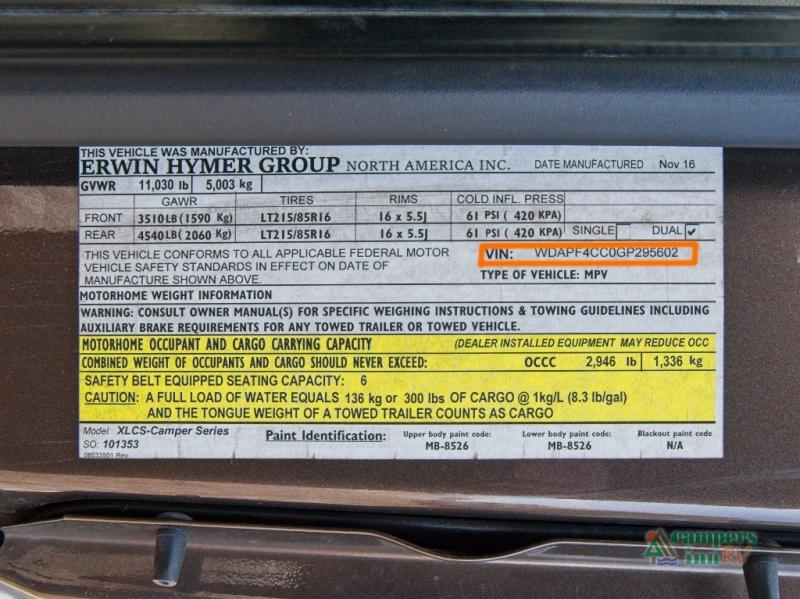 THIS VEHICLE WAS MANUFACTURED BY:
ERWIN HYMER GROUP NORTH AMERICA INC. DATE MANUFACTURED Nov 16
GVWR 11,030 lb 5,003 kg
GAWR TIRES RIMS COLD INFL. PRESS
FRONT 3510 LB (1590 Kg) LT215/85R16 16 x 5.5J 61 PSI ( 420 KPA)
REAR 4540 LB ( 2060 Kg) LT215/85R16 16 x 5.5J 61 PSI ( 420 KPA) SINGLE DUAL ✓
THIS VEHICLE CONFORMS TO ALL APPLICABLE FEDERAL MOTOR
VEHICLE SAFETY STANDARDS IN EFFECT ON DATE OF
MANUFACTURE SHOWN ABOVE.
VIN: WDAPF4CC0GP295602
TYPE OF VEHICLE: MPV
MOTORHOME WEIGHT INFORMATION
WARNING: CONSULT OWNER MANUAL(S) FOR SPECIFIC WEIGHING INSTRUCTIONS & TOWING GUIDELINES INCLUDING
AUXILIARY BRAKE REQUIREMENTS FOR ANY TOWED TRAILER OR TOWED VEHICLE.
MOTORHOME OCCUPANT AND CARGO CARRYING CAPACITY (DEALER INSTALLED EQUIPMENT MAY REDUCE OCC
COMBINED WEIGHT OF OCCUPANTS AND CARGO SHOULD NEVER EXCEED: OCCC 2,946 lb 1,336 kg
SAFETY BELT EQUIPPED SEATING CAPACITY: 6
CAUTION: A FULL LOAD OF WATER EQUALS 136 kg or 300 lbs OF CARGO @ 1kg/L (8.3 lb/gal)
AND THE TONGUE WEIGHT OF A TOWED TRAILER COUNTS AS CARGO
Model: XLCS-Camper Series
SO: 101353
06033501 Rev
Paint Identification:
Upper body paint code:
MB-8526
Lower body paint code:
MB-8526
Blackout paint code:
N/A
campers
inn RV